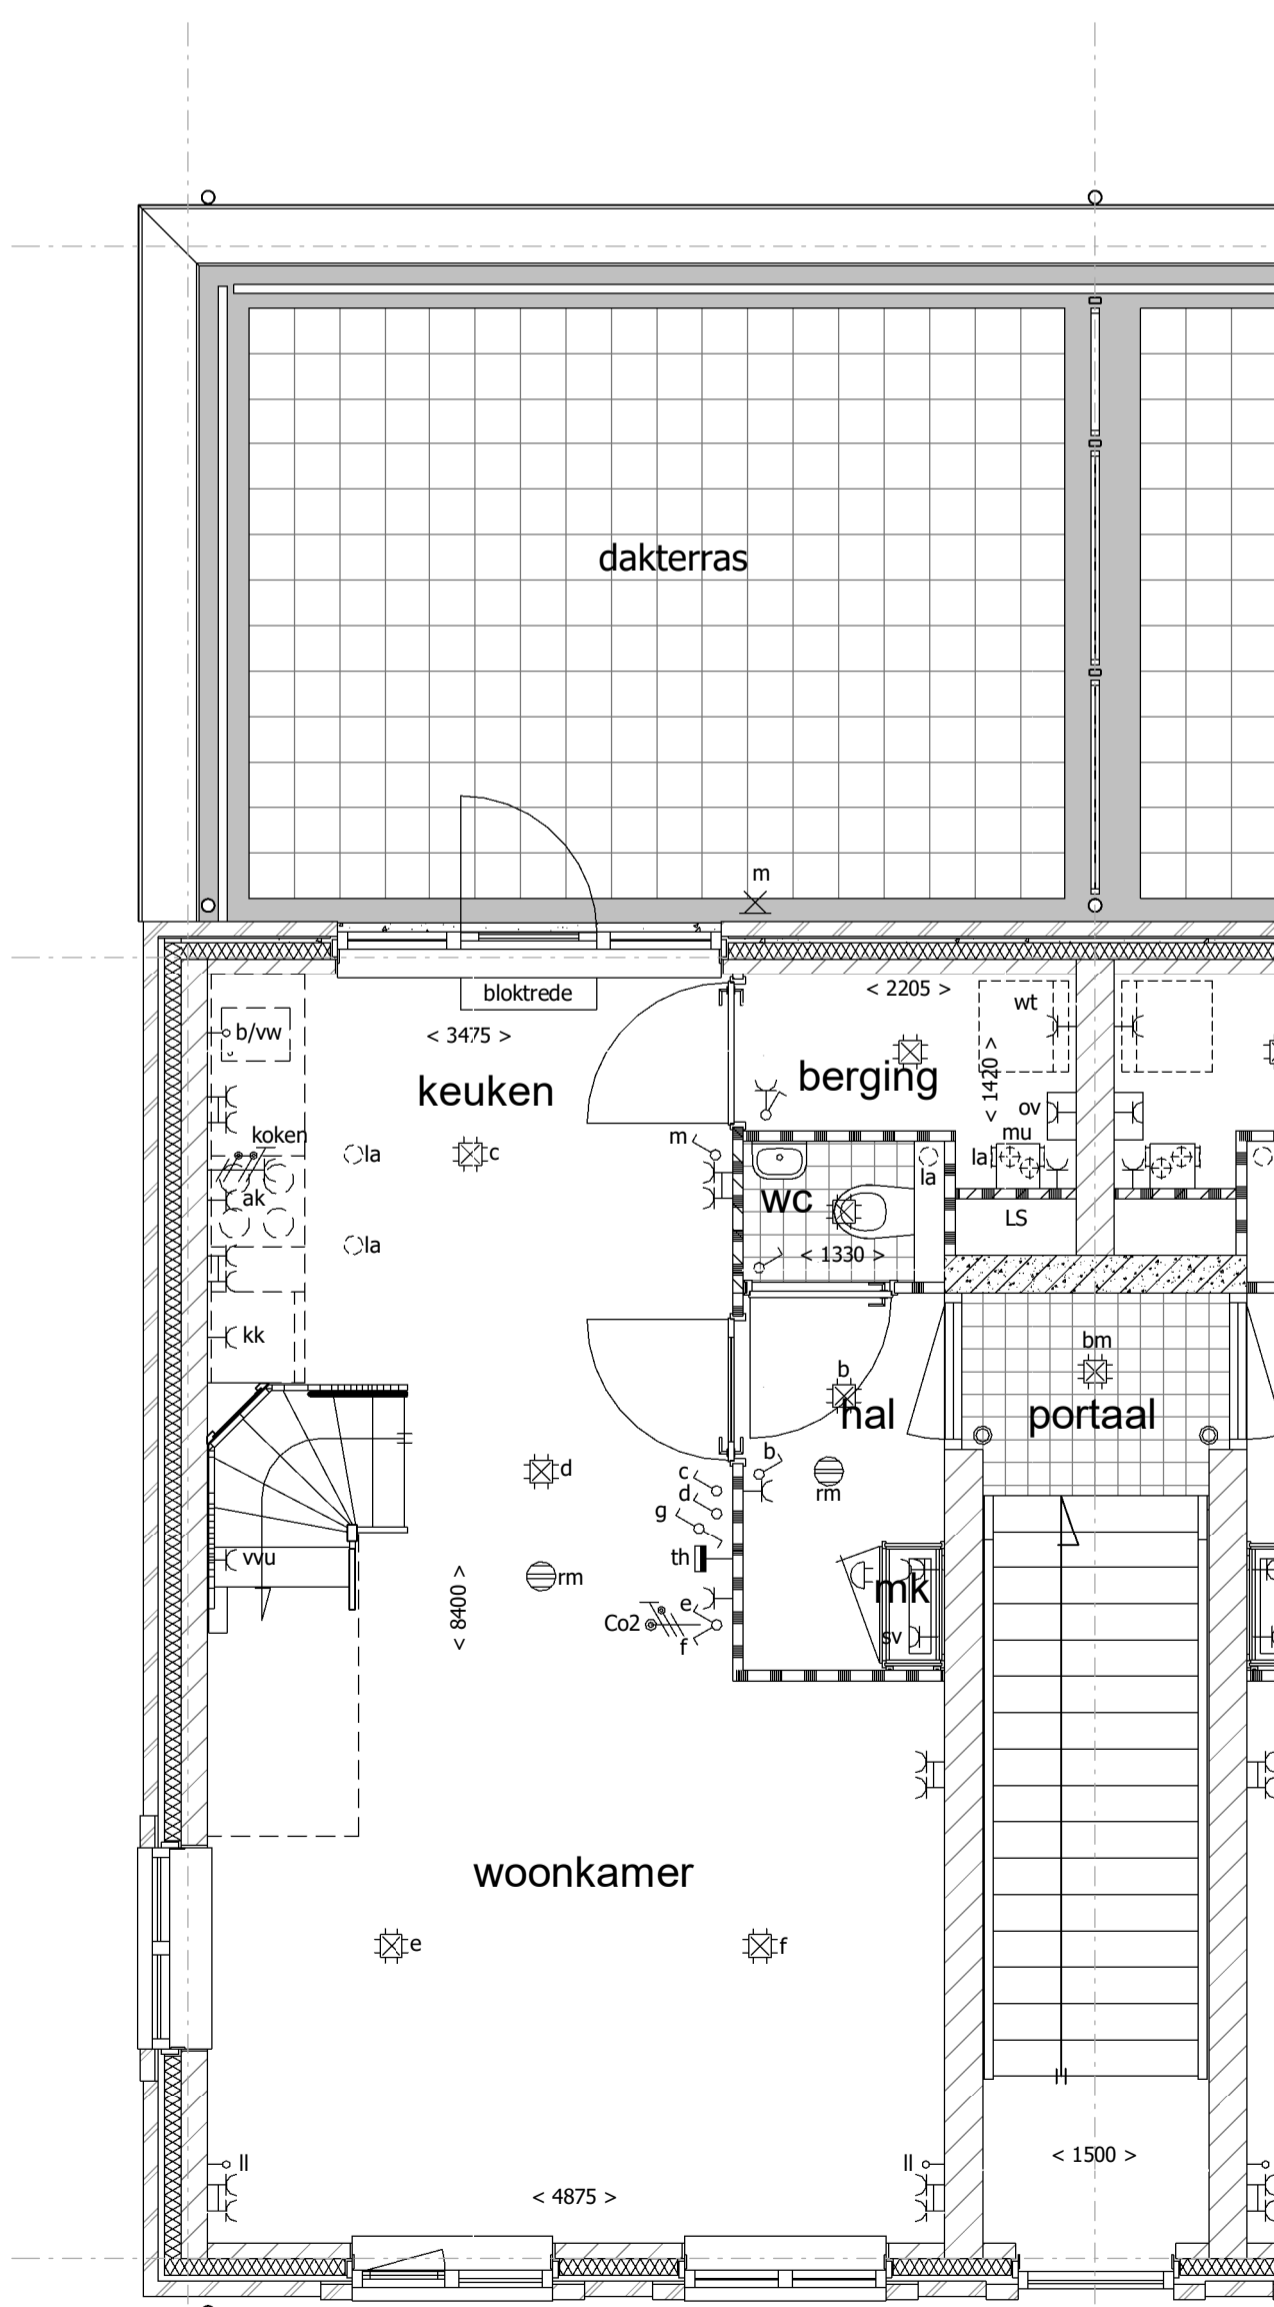 dakterras
m
bloktrede
< 2205 >
b/vw
wt
< 3475 >
keuken
berging
< 1420 >
ov
koken
m
mu
la
c
la
la
ak
wc
LS
la
< 1330 >
kk
bm
b
hal
portaal
b
c
d
rm
d
g
vvu
th
rm
mk
< 8400 >
e
Co2
f
sv
woonkamer
e
f
< 1500 >
ll
ll
< 4875 >